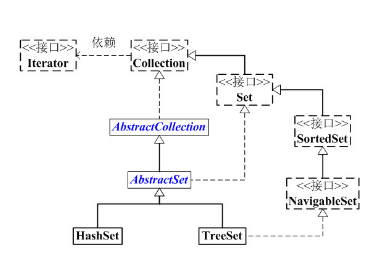 <<接口>>
Iterator
依赖
<<接口>>
Collection
<<接口>>
Set
<<接口>>
SortedSet
AbstractCollection
AbstractSet
<<接口>>
NavigableSet
HashSet
TreeSet